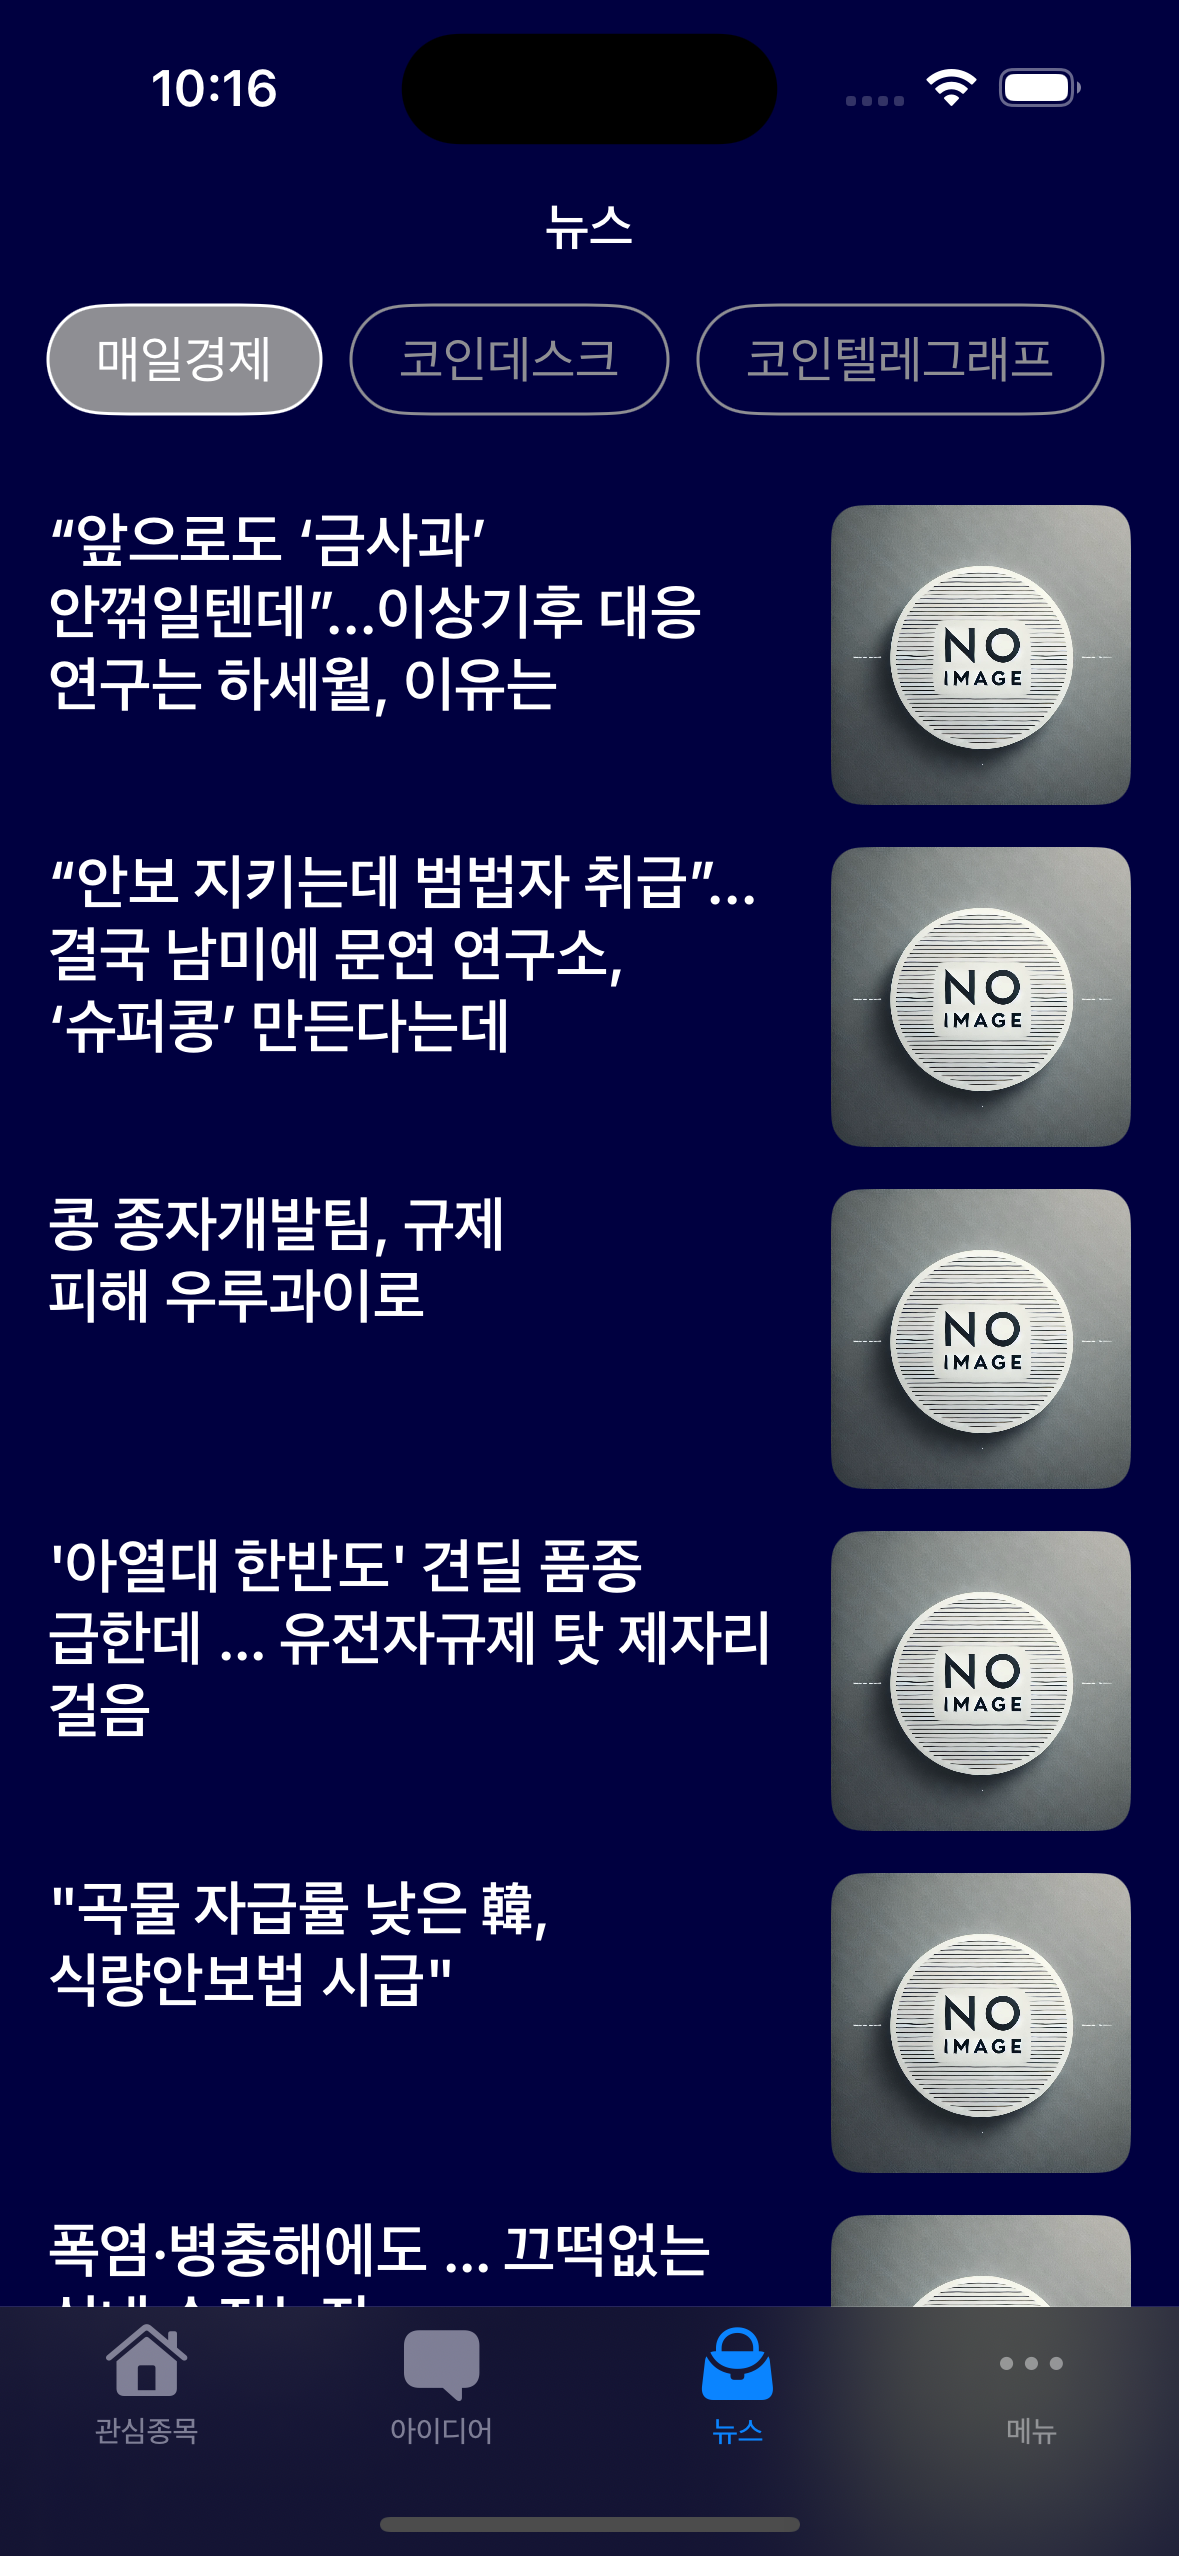 10:16
뉴스
매일경제
코인데스크
코인텔레그래프
“앞으로도 ‘금사과’
안꺾일텐데”…이상기후 대응
연구는 하세월, 이유는
NO
IMAGE
“안보 지키는데 범법자 취급”…
결국 남미에 문연 연구소,
‘슈퍼콩’ 만든다는데
NO
IMAGE
콩 종자개발팀, 규제
피해 우루과이로
NO
IMAGE
'아열대 한반도' 견딜 품종
급한데 ... 유전자규제 탓 제자리
걸음
NO
IMAGE
"곡물 자급률 낮은 韓,
식량안보법 시급"
NO
IMAGE
폭염·병충해에도 ... 끄떡없는
관심종목
아이디어
뉴스
메뉴